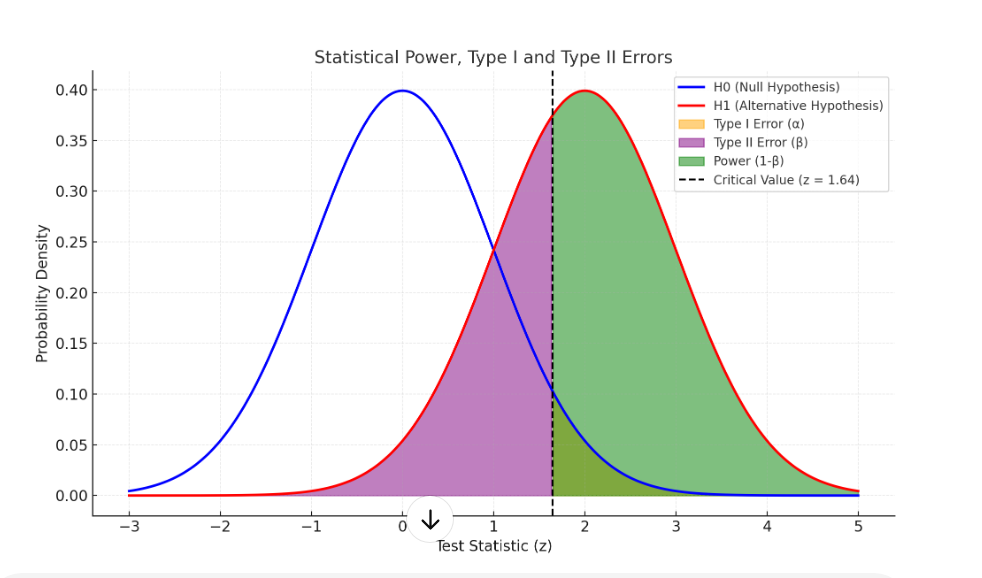 Statistical Power, Type I and Type II Errors
H0 (Null Hypothesis)
H1 (Alternative Hypothesis)
Type I Error (α)
Type II Error (β)
Power (1-β)
Critical Value (z = 1.64)
Probability Density
0.40
0.35
0.30
0.25
0.20
0.15
0.10
0.05
0.00
−3 −2 −1 0 1 2 3 4 5
Test Statistic (z)